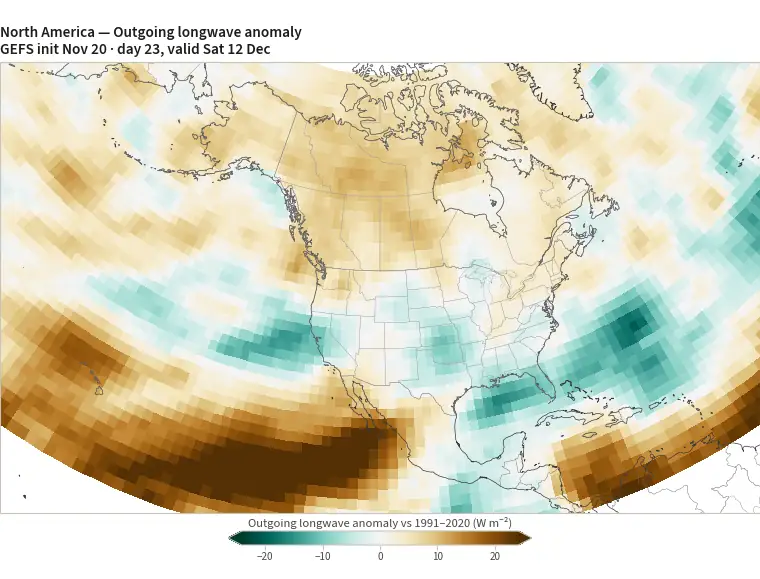 North America — Outgoing longwave anomaly
GEFS init Nov 20 · day 23, valid Sat 12 Dec
Outgoing longwave anomaly vs 1991–2020 (W m⁻²)
−20 −10 0 10 20